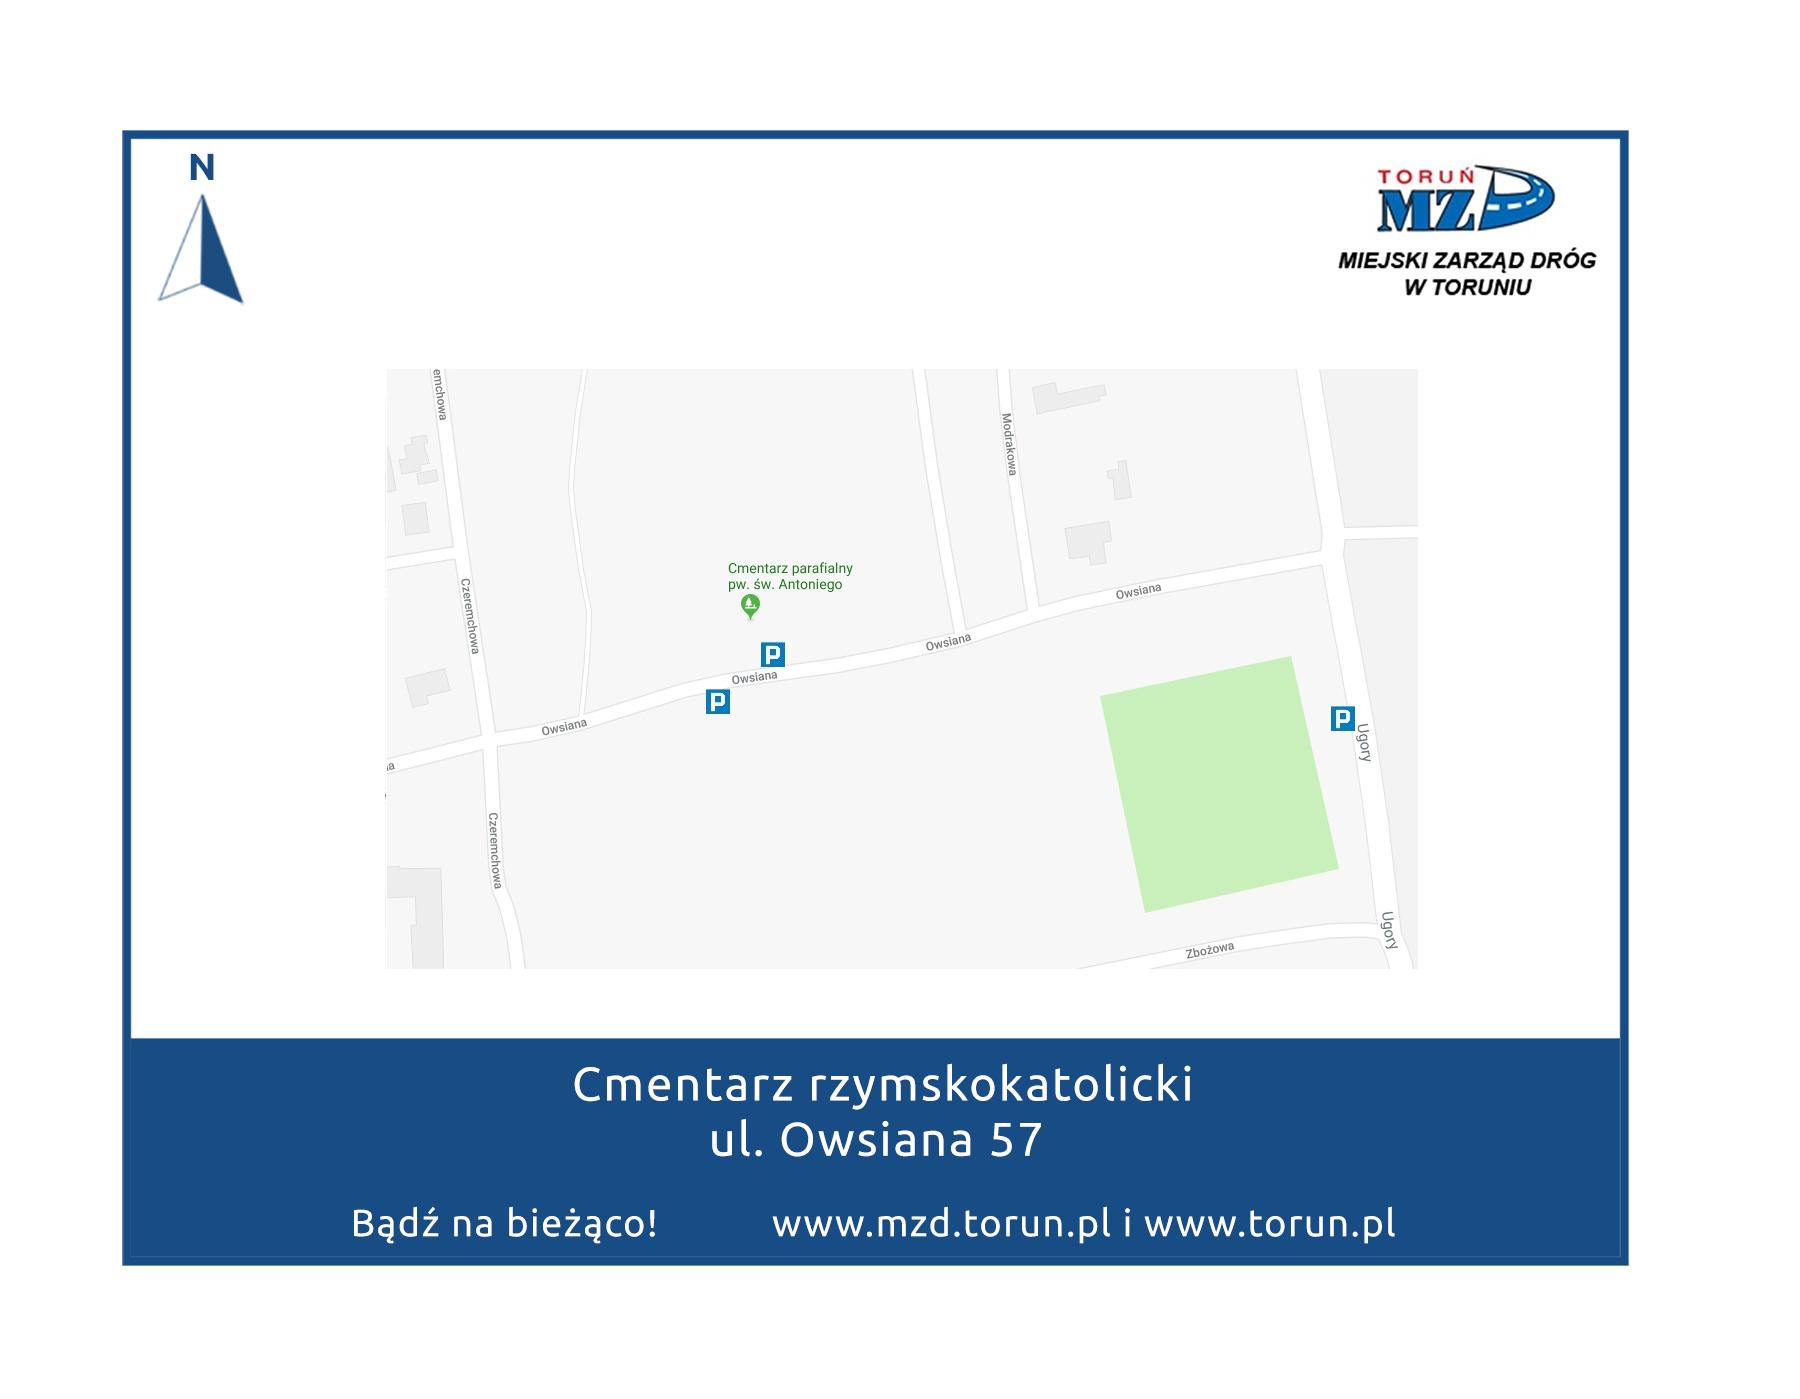 N
TORUŃ
MZD
MIEJSKI ZARZĄD DRÓG
W TORUNIU
emchowa
Modrakowa
Cmentarz parafialny
pw. św. Antoniego
Czeremchowa
Owsiana
Owsiana
P
Owsiana
P
P
Owsiana
Ugory
Czeremchowa
Ugory
Zbożowa
Cmentarz rzymskokatolicki
ul. Owsiana 57
Bądź na bieżąco! www.mzd.torun.pl i www.torun.pl